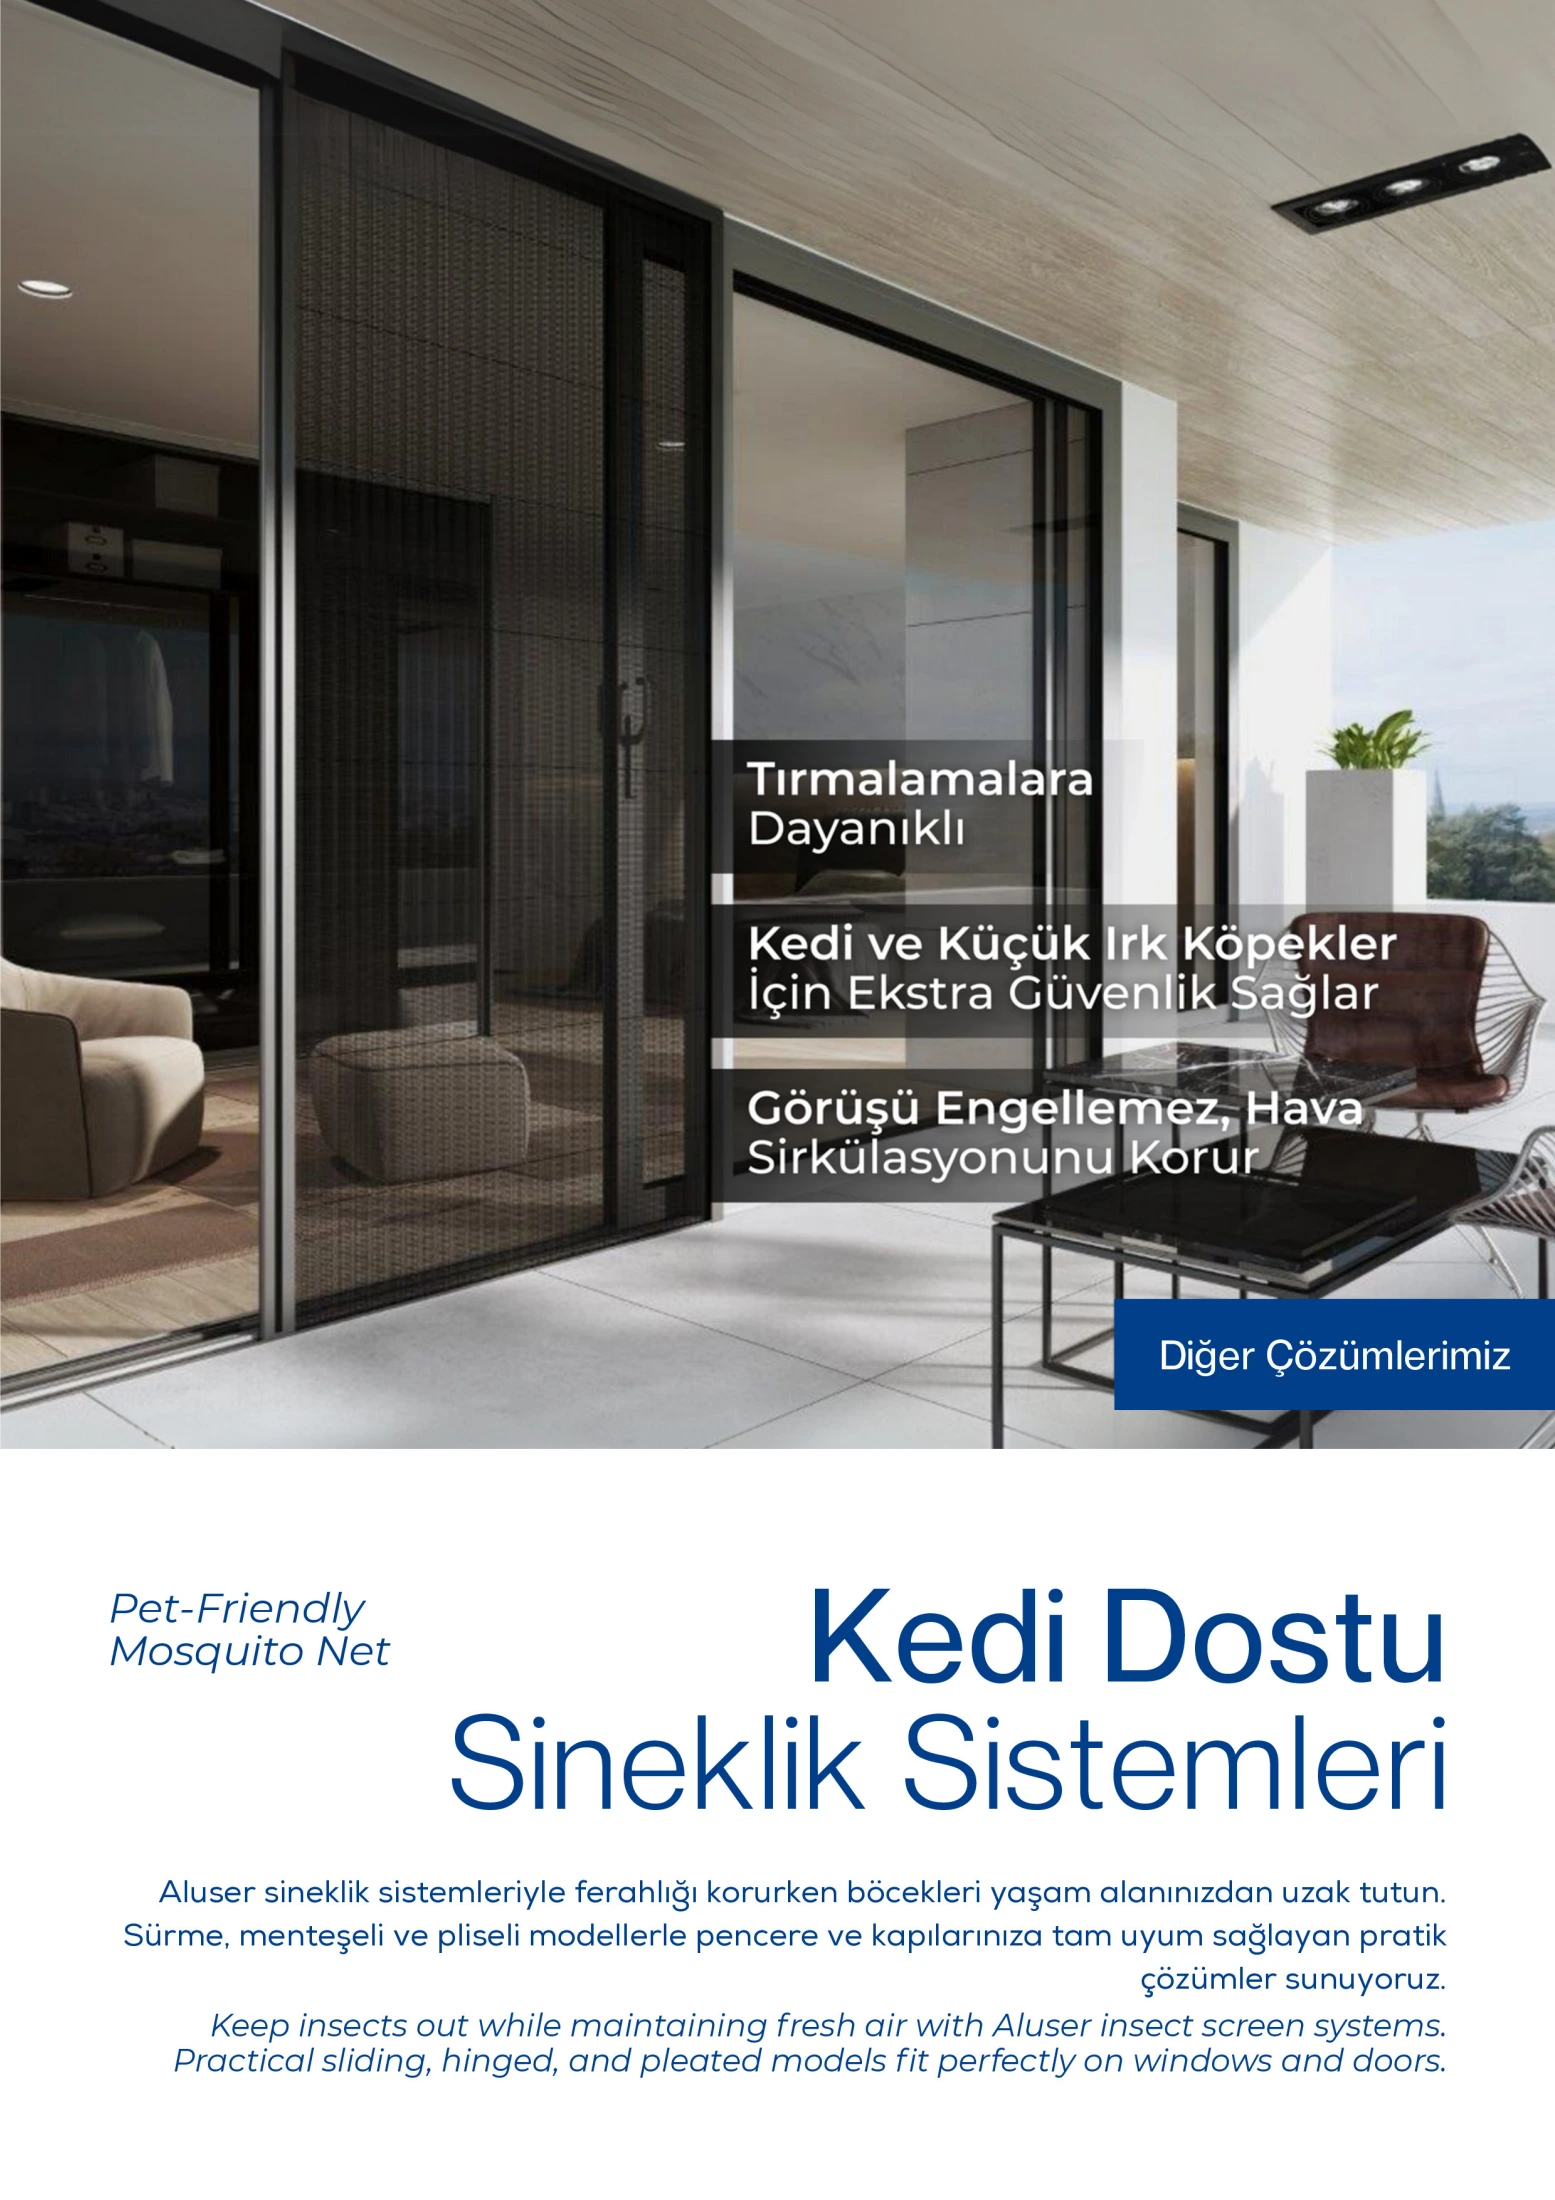 Tırmalamalara
Dayanıklı
Kedi ve Küçük Irk Köpekler
İçin Ekstra Güvenlik Sağlar
Görüşü Engellemez, Hava
Sirkülasyonunu Korur
Diğer Çözümlerimiz
Pet-Friendly
Mosquito Net
Kedi Dostu
Sineklik Sistemleri
Aluser sineklik sistemleriyle ferahlığı korurken böcekleri yaşam alanınızdan uzak tutun.
Sürme, menteşeli ve pliseli modellerle pencere ve kapılarınıza tam uyum sağlayan pratik
çözümler sunuyoruz.
Keep insects out while maintaining fresh air with Aluser insect screen systems.
Practical sliding, hinged, and pleated models fit perfectly on windows and doors.